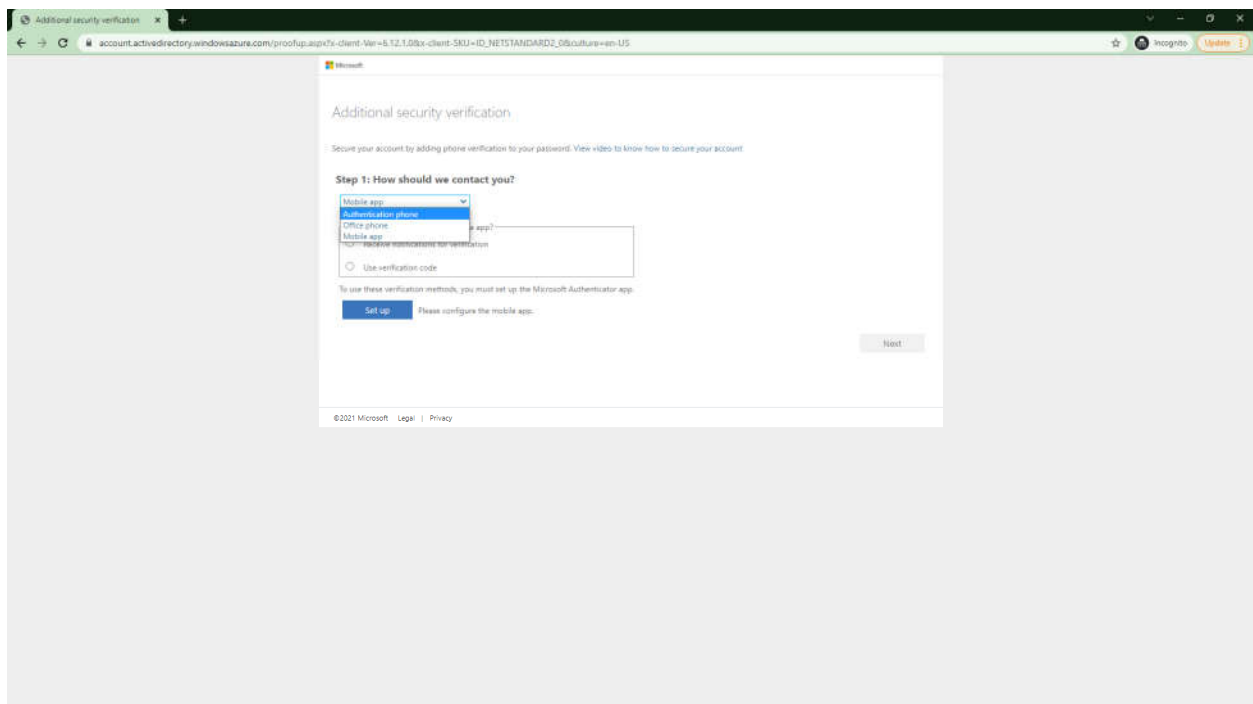 Additional security verification
account.activedirectory.windowsazure.com/proofup.aspx?x-client-Ver=6.12.1.0&x-client-SKU=ID_NETSTANDARD2_0&culture=en-US
Incognito
Update
Microsoft
Additional security verification
Secure your account by adding phone verification to your password. View video to know how to secure your account
Step 1: How should we contact you?
Mobile app
Authentication phone
Office phone
e app?
Mobile app
Receive notifications for verification
Use verification code
To use these verification methods, you must set up the Microsoft Authenticator app.
Set up Please configure the mobile app.
Next
©2021 Microsoft Legal | Privacy